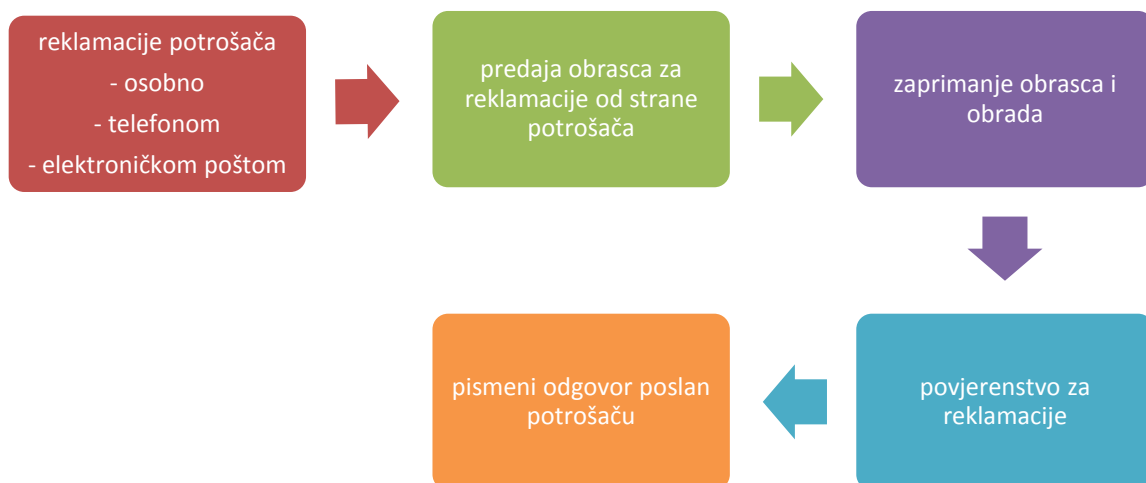 reklamacije potrošača
- osobno
- telefonom
- elektroničkom poštom
predaja obrasca za
reklamacije od strane
potrošača
zaprimanje obrasca i
obrada
povjerenstvo za
reklamacije
pismeni odgovor poslan
potrošaču